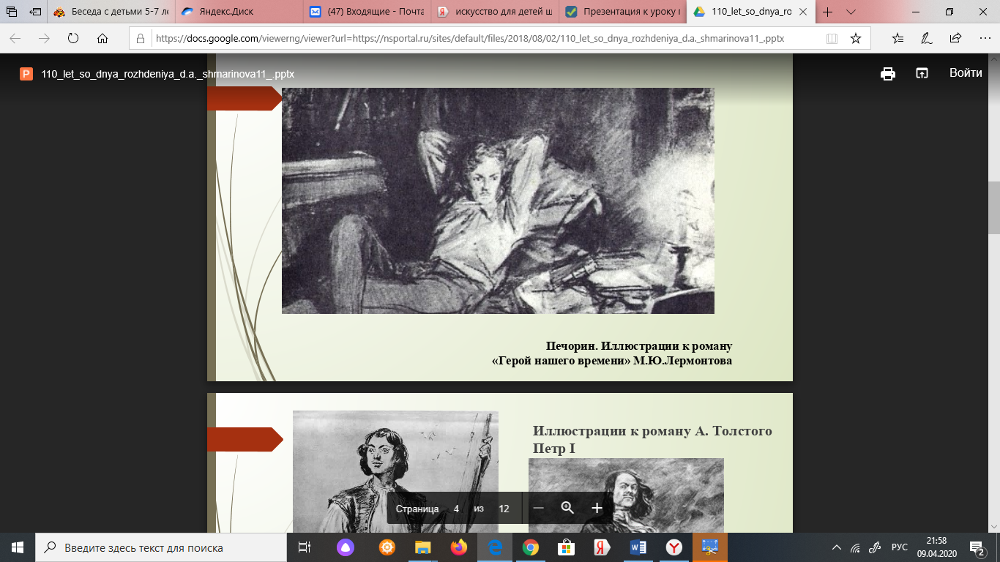 Беседа с детьми 5-7 ле
Яндекс.Диск
(47) Входящие - Почта
искусство для детей ш
Презентация к уроку п
110_let_so_dnya_ro
https://docs.google.com/viewerng/viewer?url=https://nsportal.ru/sites/default/files/2018/08/02/110_let_so_dnya_rozhdeniya_d.a._shmarinova11_.pptx
P 110_let_so_dnya_rozhdeniya_d.a._shmarinova11_.pptx
Войти
Печорин. Иллюстрации к роману
«Герой нашего времени» М.Ю.Лермонтова
Иллюстрации к роману А. Толстого
Петр I
Страница 4 из 12
Введите здесь текст для поиска
РУС
21:58
09.04.2020
2